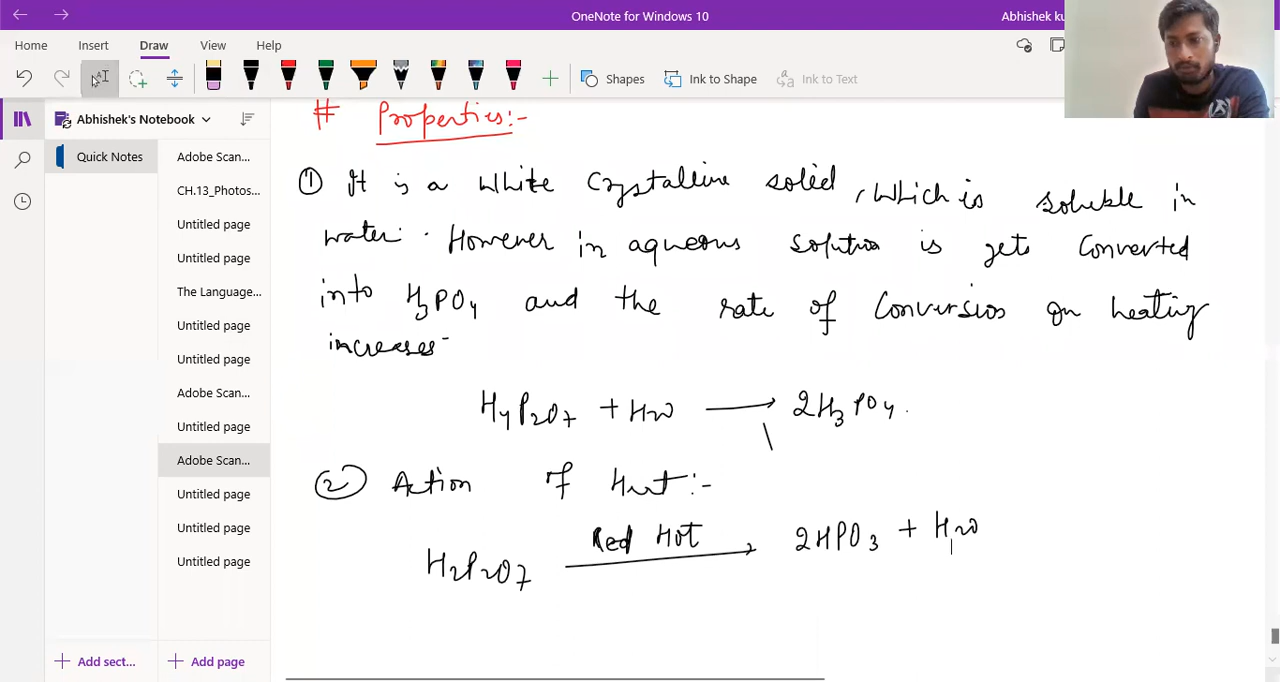 OneNote for Windows 10
Abhishek ku
Home Insert Draw View Help
Shapes Ink to Shape Ink to Text
Abhishek's Notebook
Quick Notes
Adobe Scan...
CH.13_Photos...
Untitled page
Untitled page
The Language...
Untitled page
Untitled page
Adobe Scan...
Untitled page
Adobe Scan...
Untitled page
Untitled page
Untitled page
+ Add sect...
+ Add page
# Properties:-
① It is a white crystalline solid, which is soluble in
water. However in aqueous solution is gets converted
into H3PO4 and the rate of conversion on heating
increases-
H4P2O7 + H2O → 2H3PO4.
② Action of Heat:-
H2P2O7 Red Hot → 2HPO3 + H2O